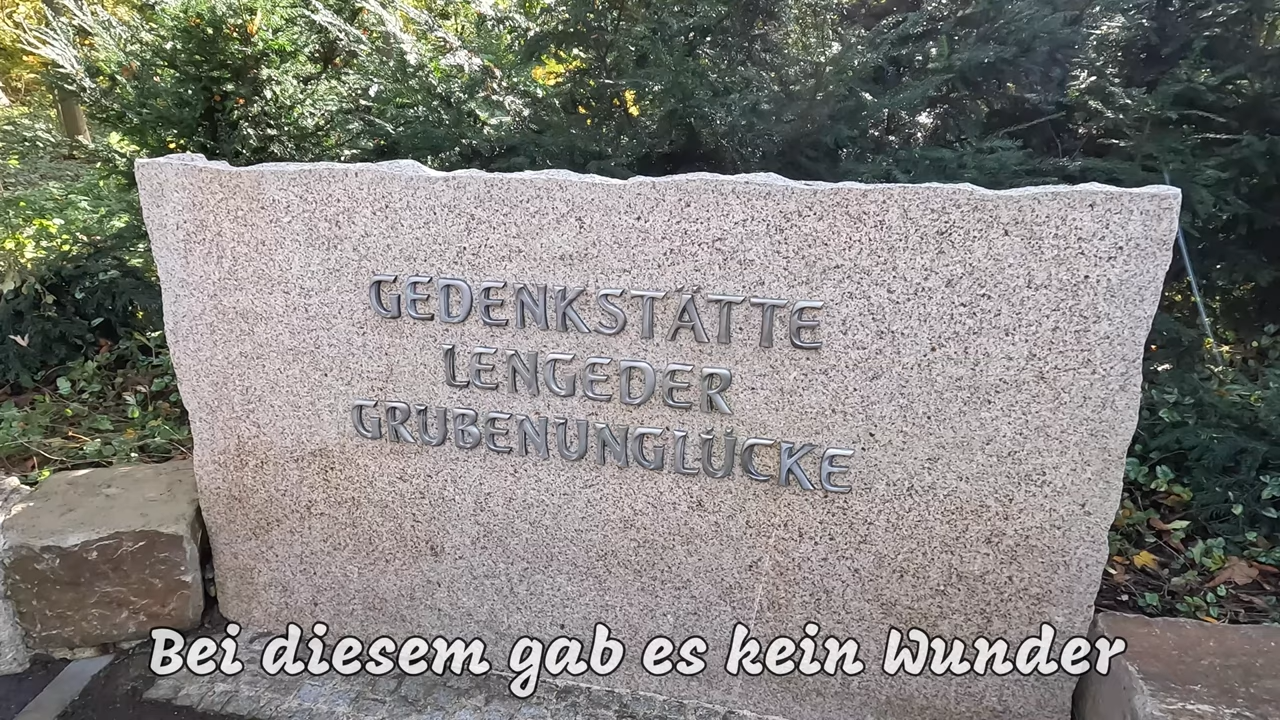 GEDENKSTÄTTE
LENGEDER
GRUBENUNGLÜCKE
Bei diesem gab es kein Wunder